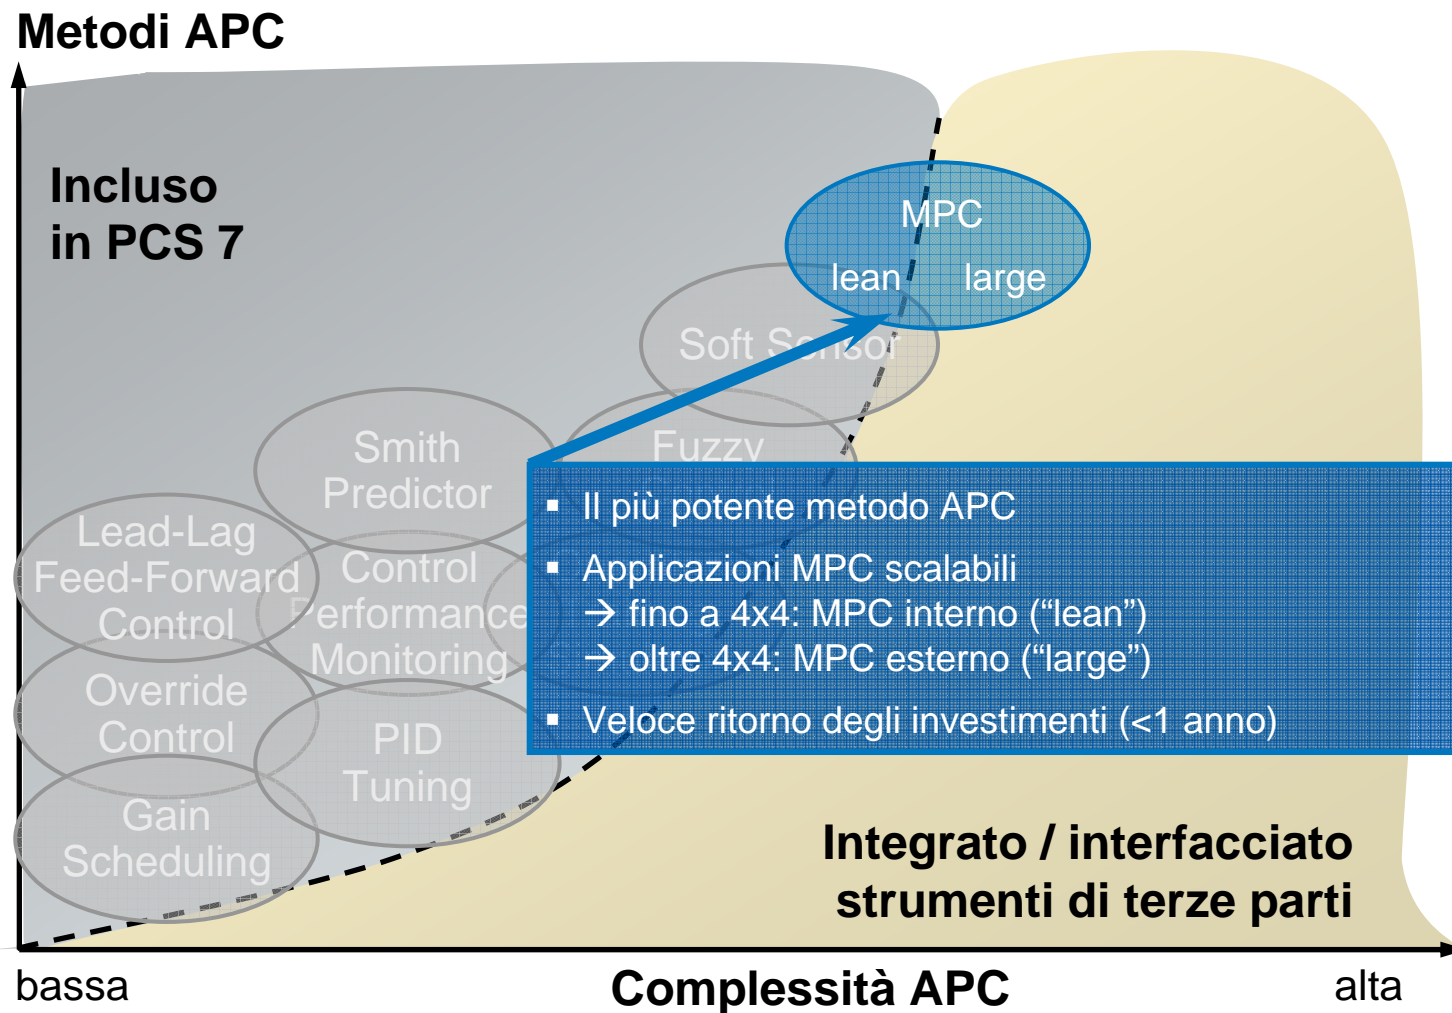 Metodi APC
Incluso
in PCS 7
MPC
lean large
Soft Sensor
Smith
Predictor
Fuzzy
Lead-Lag
Feed-Forward
Control
Control
Performance
Monitoring
Override
Control
PID
Tuning
Gain
Scheduling
▪ Il più potente metodo APC
▪ Applicazioni MPC scalabili
→ fino a 4x4: MPC interno (“lean”)
→ oltre 4x4: MPC esterno (“large”)
▪ Veloce ritorno degli investimenti (<1 anno)
Integrato / interfacciato
strumenti di terze parti
bassa
Complessità APC
alta